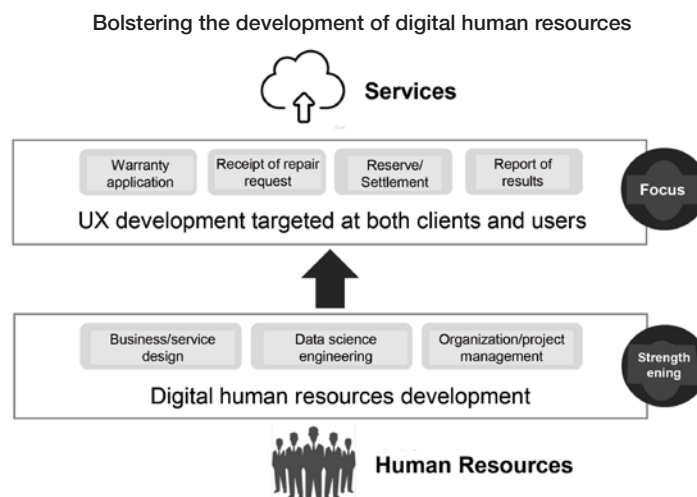 Bolstering the development of digital human resources
Services
Warranty
application
Receipt of repair
request
Reserve/
Settlement
Report of
results
Focus
UX development targeted at both clients and users
Business/service
design
Data science
engineering
Organization/project
management
Strength
ening
Digital human resources development
Human Resources